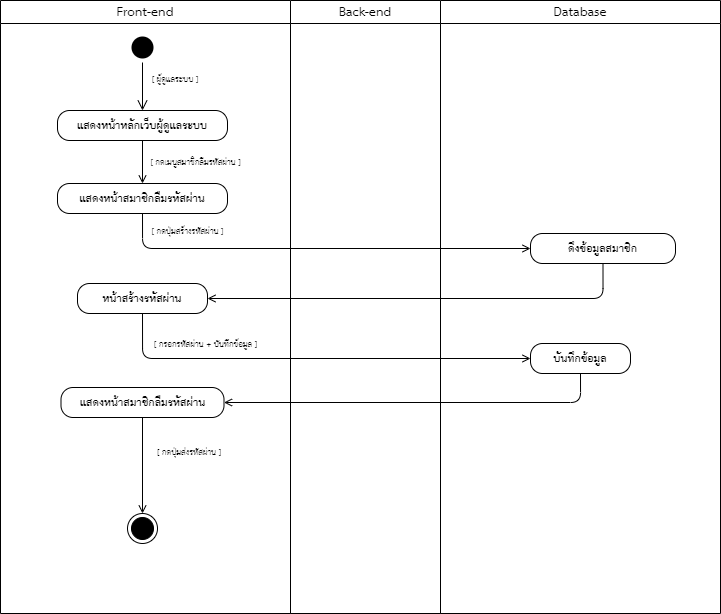 Front-end
Back-end
Database
[ ผู้ดูแลระบบ ]
แสดงหน้าหลักเว็บผู้ดูแลระบบ
[ กดเมนูสมาชิกลืมรหัสผ่าน ]
แสดงหน้าสมาชิกลืมรหัสผ่าน
[ กดปุ่มสร้างรหัสผ่าน ]
ดึงข้อมูลสมาชิก
หน้าสร้างรหัสผ่าน
[ กรอกรหัสผ่าน + บันทึกข้อมูล ]
บันทึกข้อมูล
แสดงหน้าสมาชิกลืมรหัสผ่าน
[ กดปุ่มส่งรหัสผ่าน ]